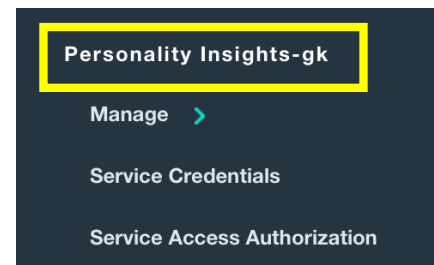 Personality Insights-gk
Manage
Service Credentials
Service Access Authorization